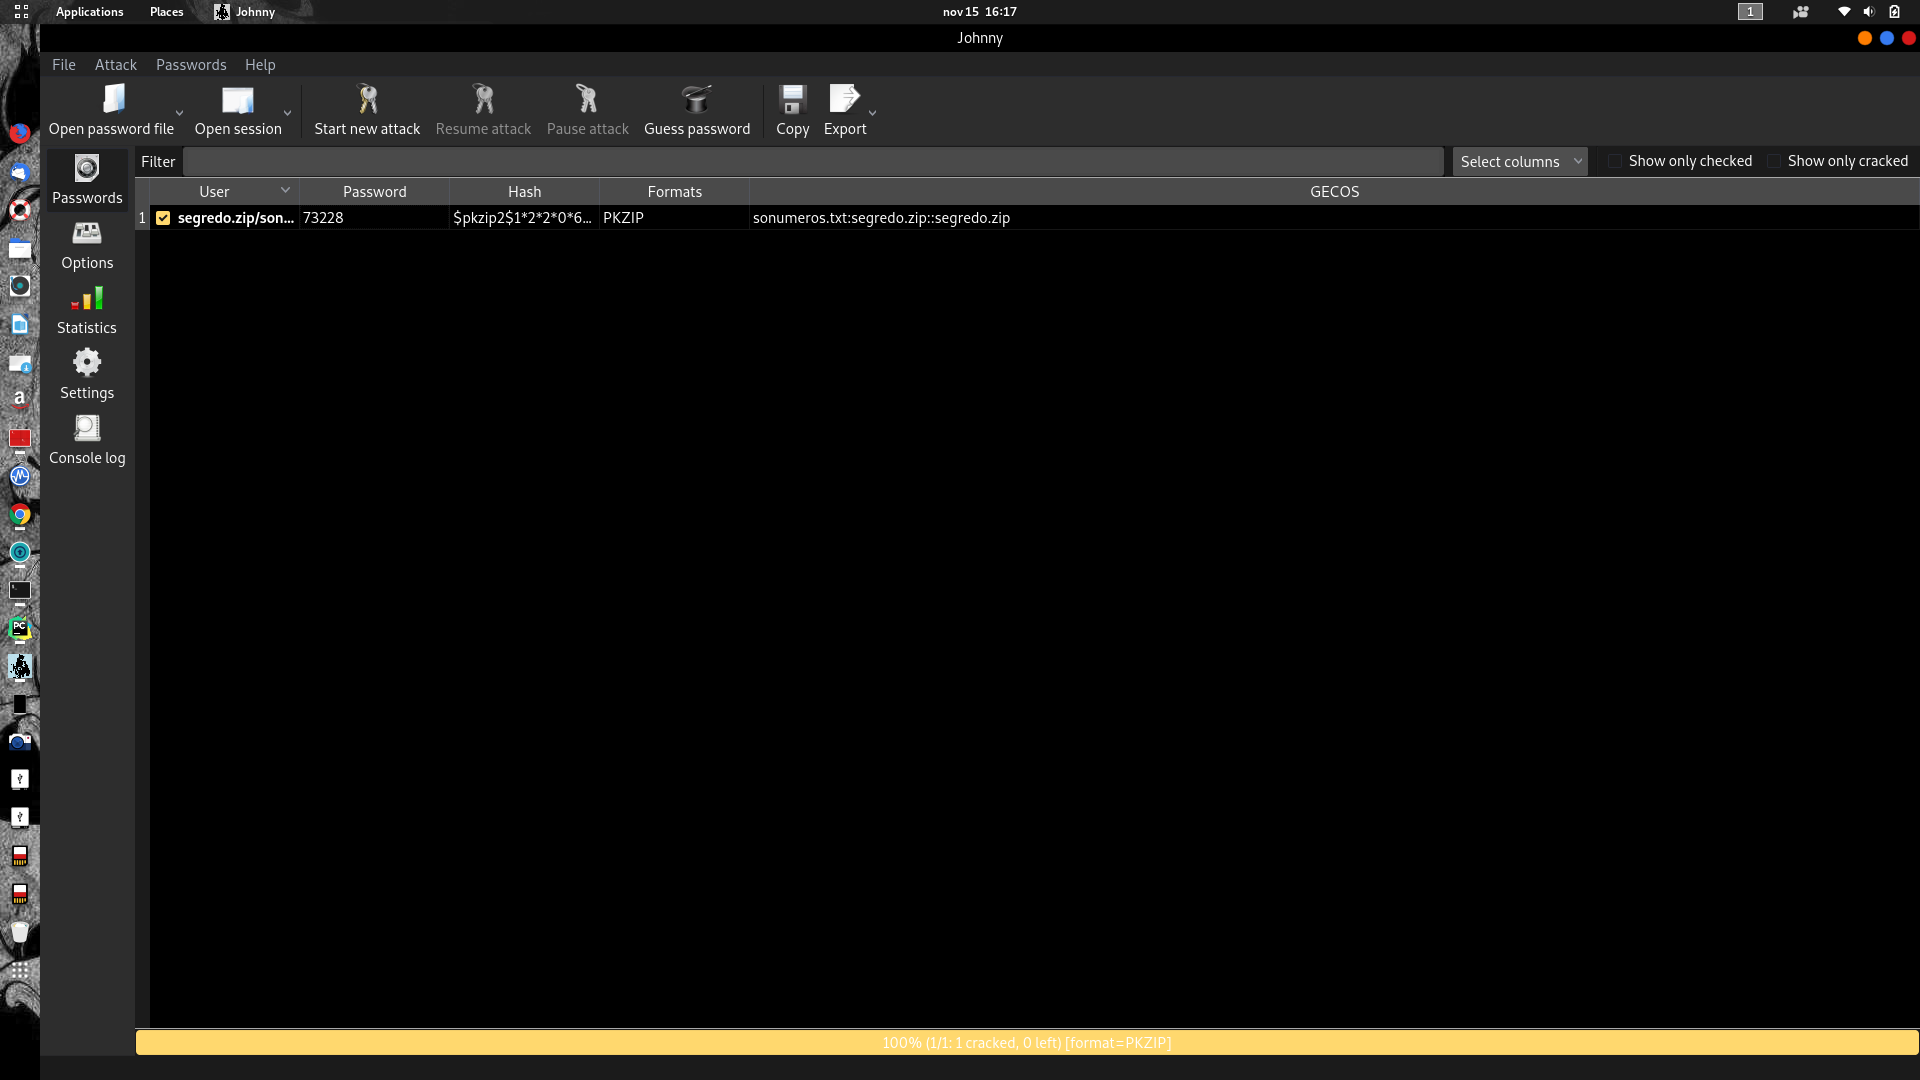 Applications Places Johnny nov 15 16:17 1
Johnny
File Attack Passwords Help
Open password file Open session Start new attack Resume attack Pause attack Guess password Copy Export
Passwords
Options
Statistics
Settings
Console log
Filter Select columns Show only checked Show only cracked
User Password Hash Formats GECOS
1 segredo.zip/son... 73228 $pkzip2$1*2*2*0*6... PKZIP sonumeros.txt:segredo.zip::segredo.zip
100% (1/1: 1 cracked, 0 left) [format=PKZIP]
a
PC